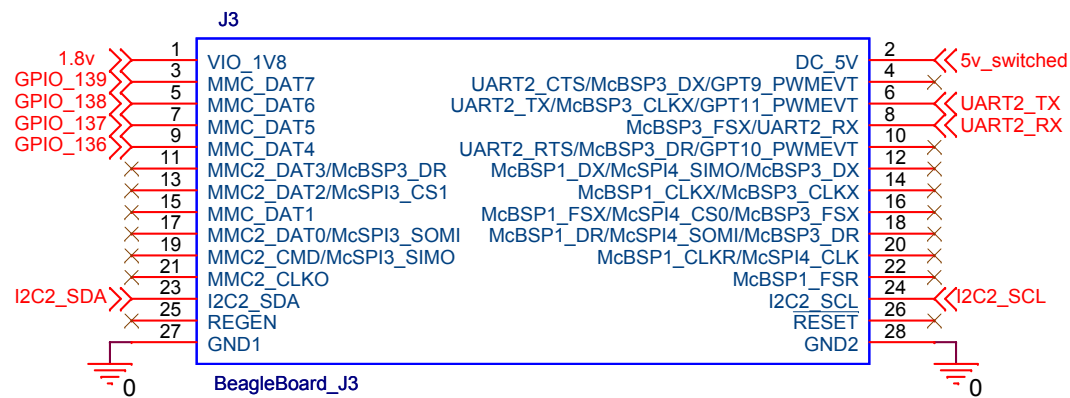 J3
1.8v 1 VIO_1V8 DC_5V 2 5v_switched
GPIO_139 3 MMC_DAT7 UART2_CTS/McBSP3_DX/GPT9_PWMEVT 4
GPIO_138 5 MMC_DAT6 UART2_TX/McBSP3_CLKX/GPT11_PWMEVT 6 UART2_TX
GPIO_137 7 MMC_DAT5 McBSP3_FSX/UART2_RX 8 UART2_RX
GPIO_136 9 MMC_DAT4 UART2_RTS/McBSP3_DR/GPT10_PWMEVT 10
11 MMC2_DAT3/McBSP3_DR McBSP1_DX/McSPI4_SIMO/McBSP3_DX 12
13 MMC2_DAT2/McSPI3_CS1 McBSP1_CLKX/McBSP3_CLKX 14
15 MMC_DAT1 McBSP1_FSX/McSPI4_CS0/McBSP3_FSX 16
17 MMC2_DAT0/McSPI3_SOMI McBSP1_DR/McSPI4_SOMI/McBSP3_DR 18
19 MMC2_CMD/McSPI3_SIMO McBSP1_CLKR/McSPI4_CLK 20
21 MMC2_CLKO McBSP1_FSR 22
I2C2_SDA 23 I2C2_SDA I2C2_SCL 24 I2C2_SCL
25 REGEN RESET 26
27 GND1 GND2 28
0 BeagleBoard_J3 0